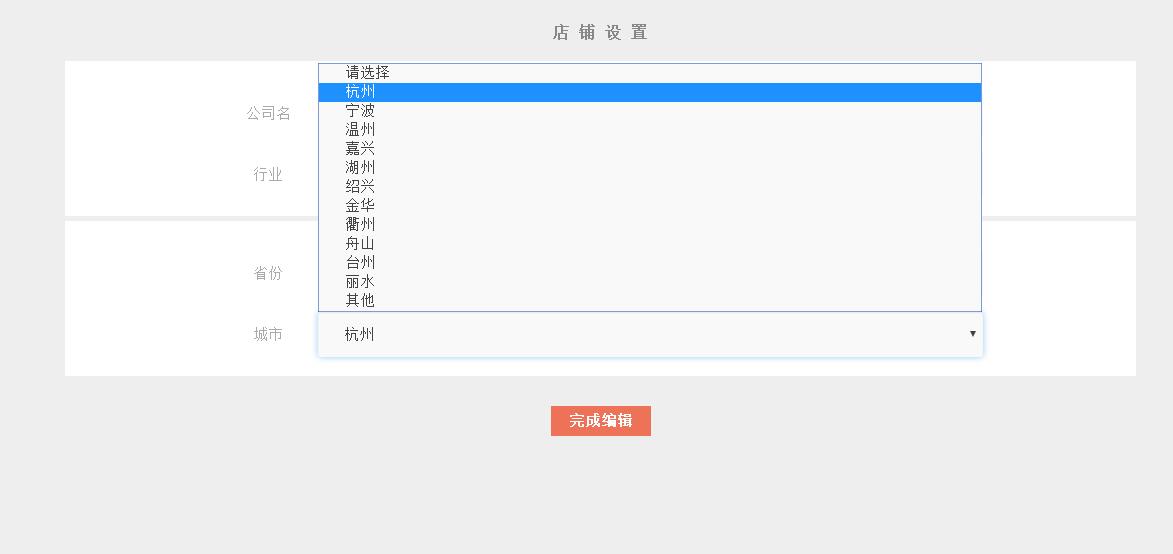 店铺设置
请选择
杭州
公司名
宁波
温州
嘉兴
湖州
行业
绍兴
金华
衢州
舟山
台州
省份
丽水
其他
城市 杭州
完成编辑